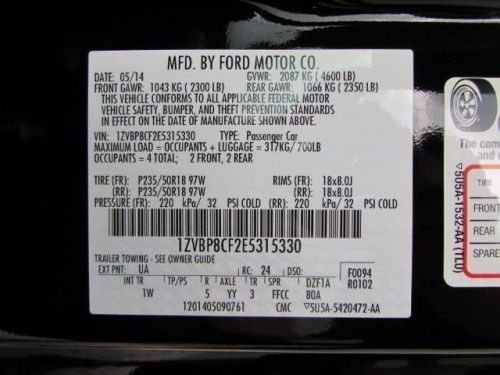 MFD. BY FORD MOTOR CO.
DATE: 05/14 GVWR: 2087 KG ( 4600 LB)
FRONT GAWR: 1043 KG ( 2300 LB) REAR GAWR: 1066 KG ( 2350 LB)
THIS VEHICLE CONFORMS TO ALL APPLICABLE FEDERAL MOTOR
VEHICLE SAFETY, BUMPER, AND THEFT PREVENTION STANDARDS
IN EFFECT ON THE DATE OF MANUFACTURE SHOWN ABOVE.
VIN: 1ZVBP8CF2E5315330 TYPE: Passenger Car
MAXIMUM LOAD = OCCUPANTS + LUGGAGE = 317KG/700LB
OCCUPANTS = 4 TOTAL; 2 FRONT, 2 REAR
TIRE (FR): P235/50R18 97W RIMS (FR): 18x8.0J
(RR): P235/50R18 97W (RR): 18x8.0J
PRESSURE (FR): 220 kPa/ 32 PSI COLD (RR): 220 kPa/ 32 PSI COLD
1ZVBP8CF2E5315330
TRAILER TOWING - SEE OWNER GUIDE
EXT PNT: UA RC: 24 DSO: F0094
INT TR TP/PS R AXLE TR SPR DZF1A R0102
1W 5 YY 3 FFCC 80A
1201405090761 CMC ▽5U5A-5420472-AA
The com
and c
TIRE
FRONT
REAR
SPARE
▽5U5A-1532-AA (TL0)